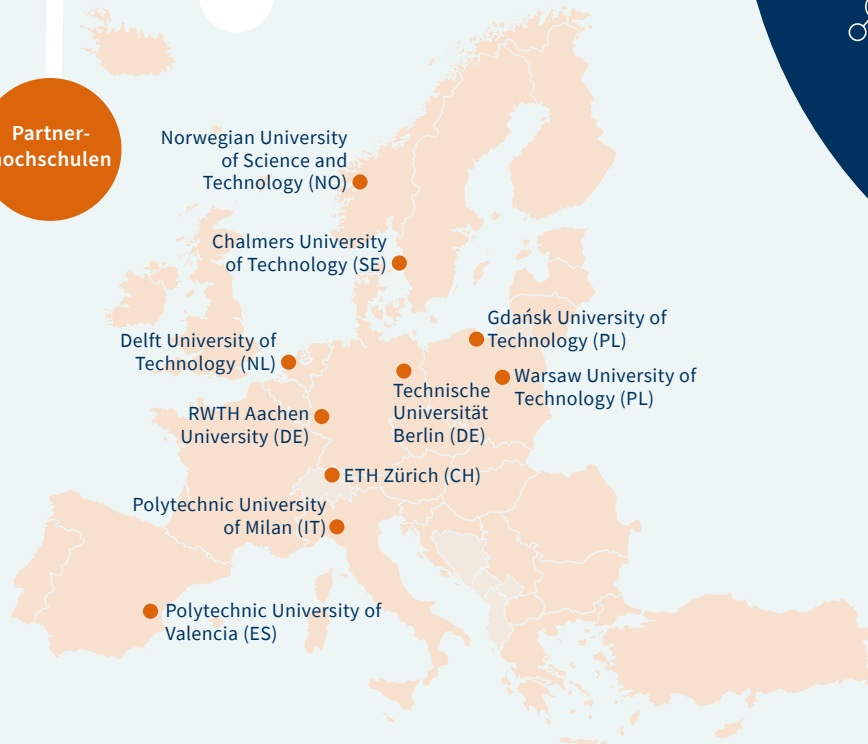 Partner-
hochschulen
Norwegian University
of Science and
Technology (NO)
Chalmers University
of Technology (SE)
Gdańsk University of
Technology (PL)
Delft University of
Technology (NL)
Warsaw University of
Technology (PL)
Technische
Universität
Berlin (DE)
RWTH Aachen
University (DE)
ETH Zürich (CH)
Polytechnic University
of Milan (IT)
Polytechnic University of
Valencia (ES)